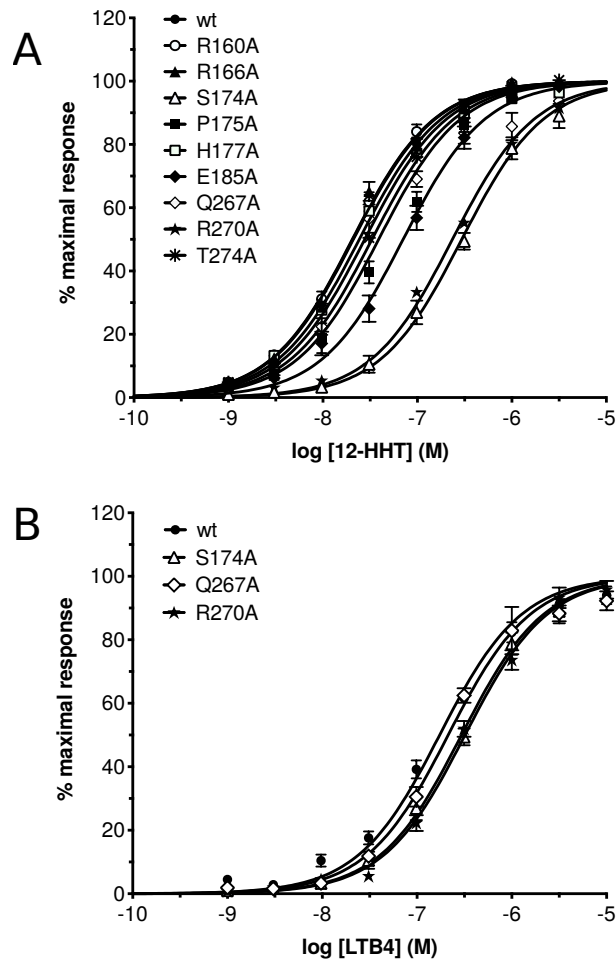 A
wt
R160A
R166A
S174A
P175A
H177A
E185A
Q267A
R270A
T274A
120
100
80
60
40
20
0
% maximal response
-10 -9 -8 -7 -6 -5
log [12-HHT] (M)
B
wt
S174A
Q267A
R270A
120
100
80
60
40
20
0
% maximal response
-10 -9 -8 -7 -6 -5
log [LTB4] (M)